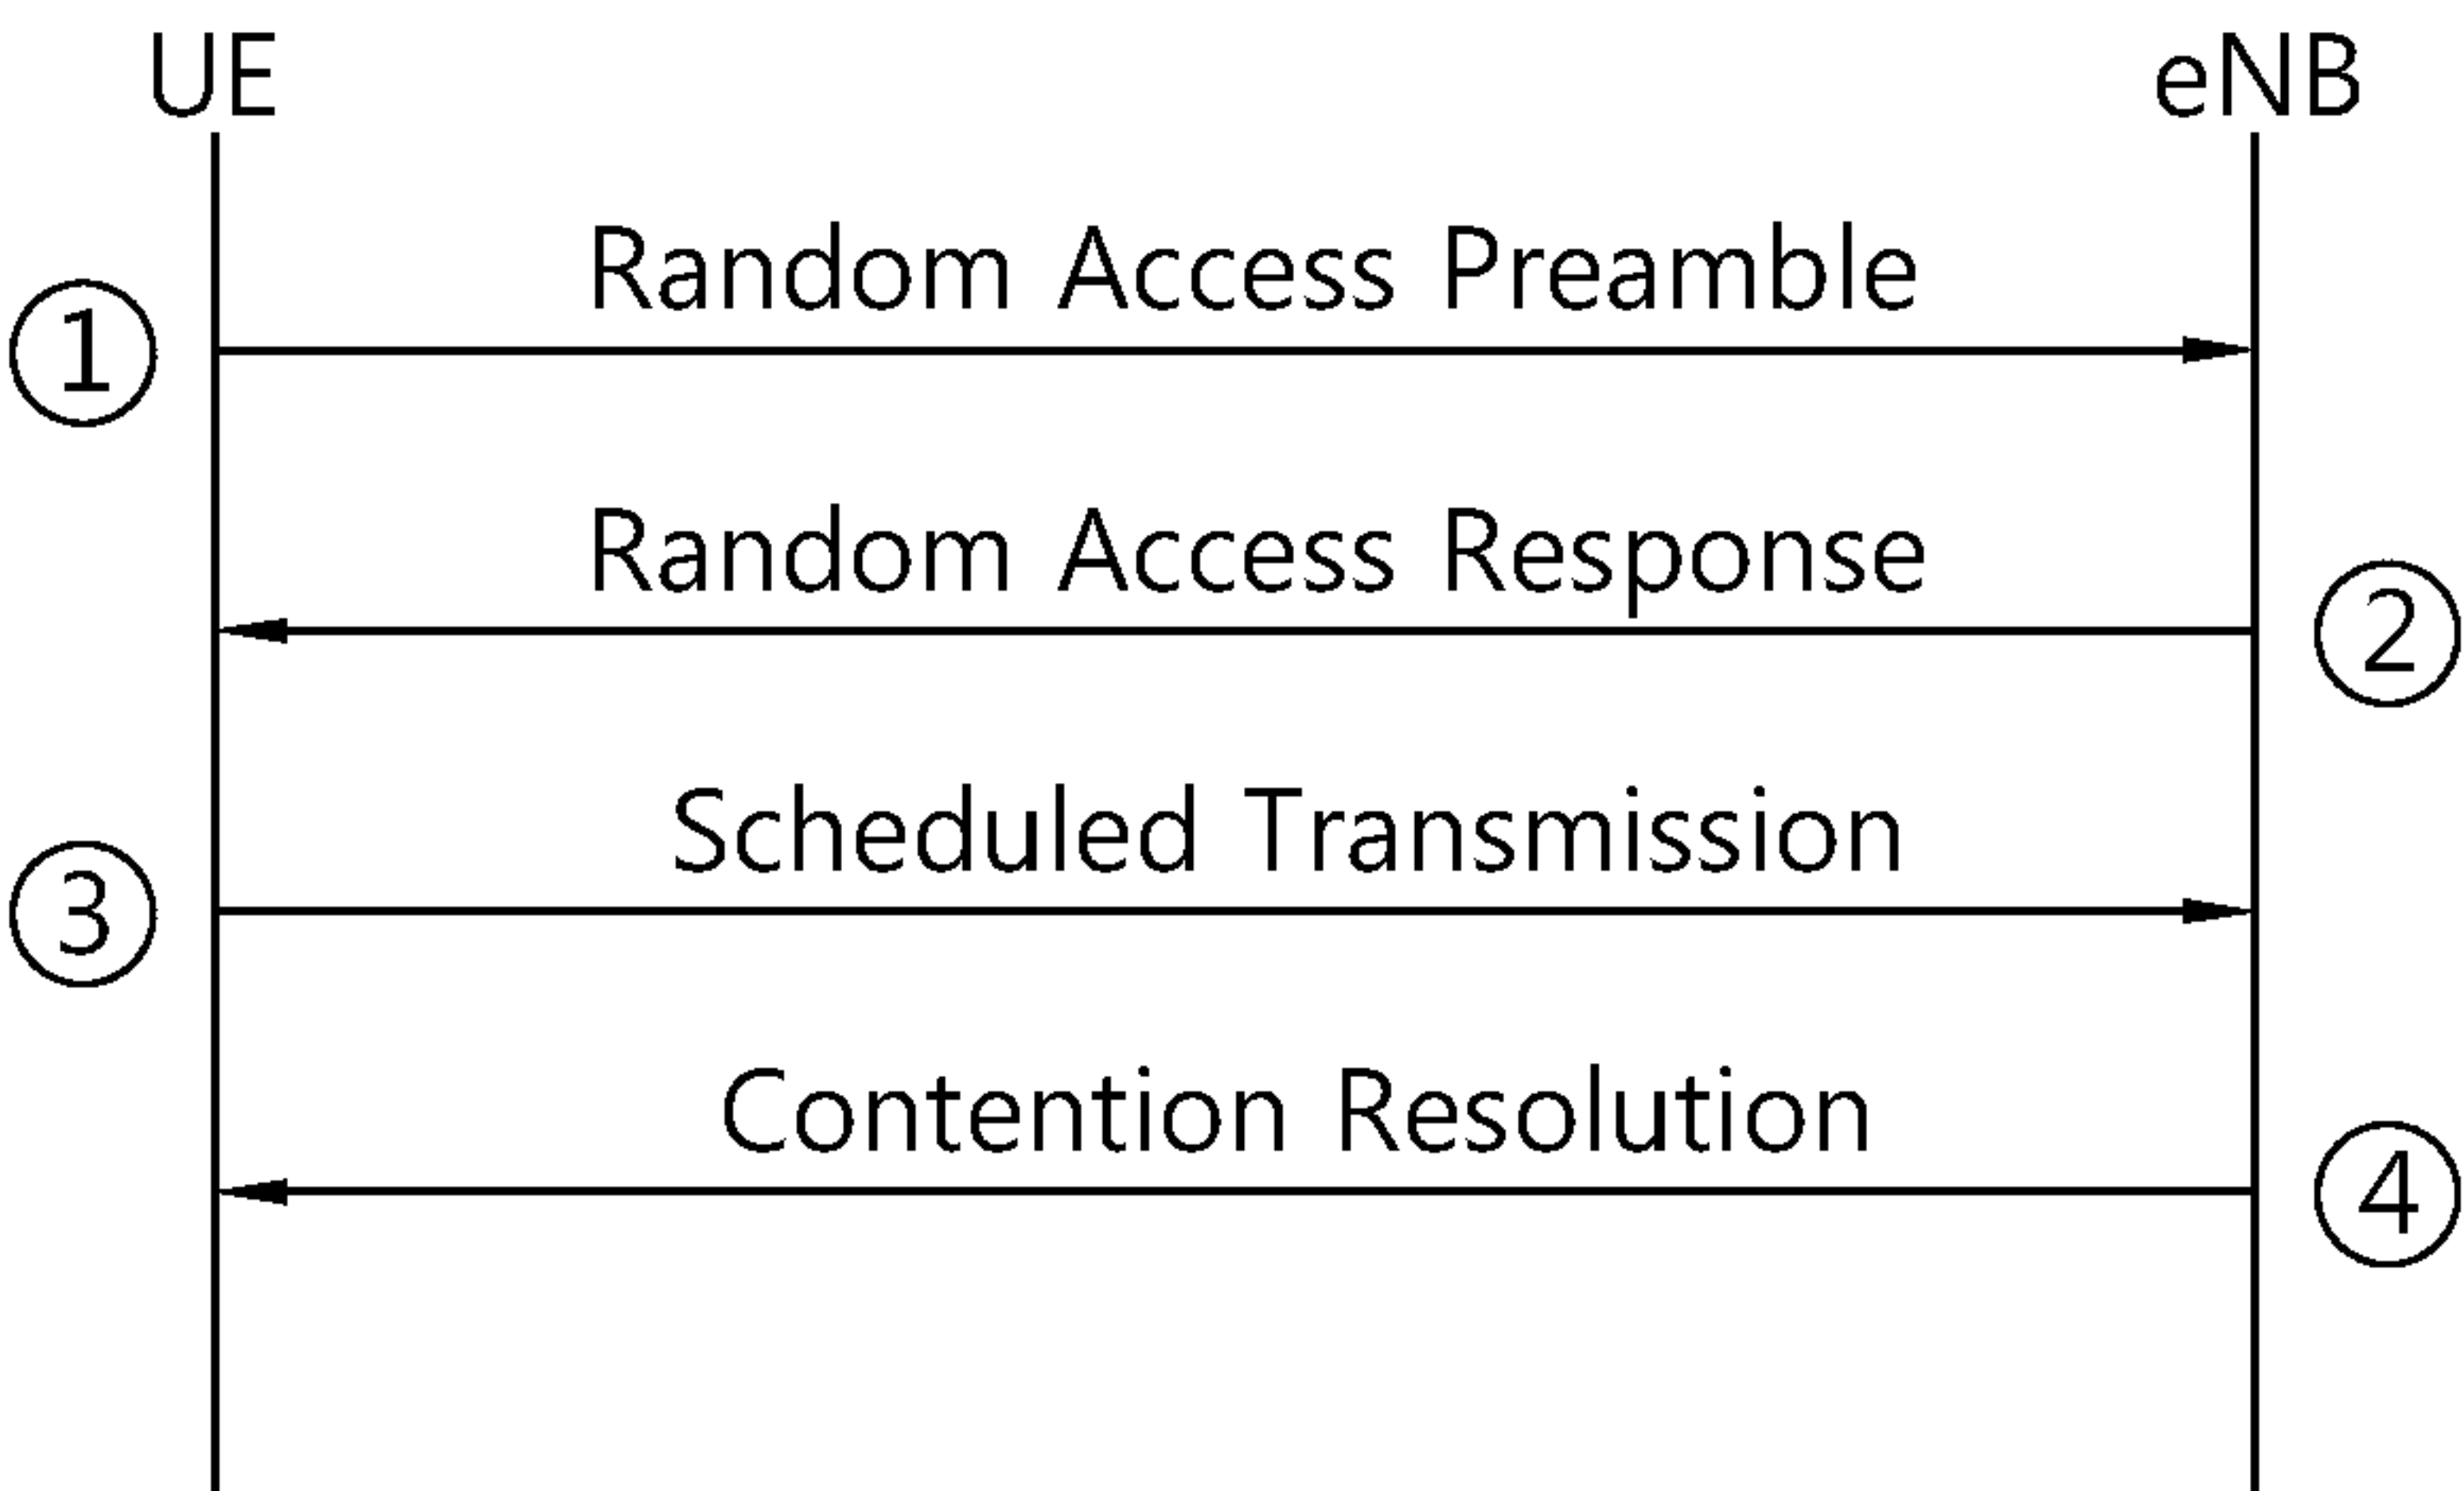 UE eNB
Random Access Preamble
①
Random Access Response
②
Scheduled Transmission
③
Contention Resolution
④